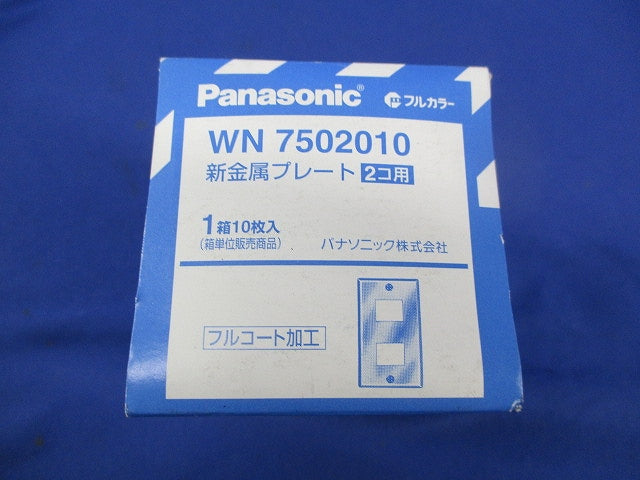 Panasonic® フルカラー
WN 7502010
新金属プレート 2コ用
1箱10枚入
(箱単位販売商品) パナソニック株式会社
フルコート加工